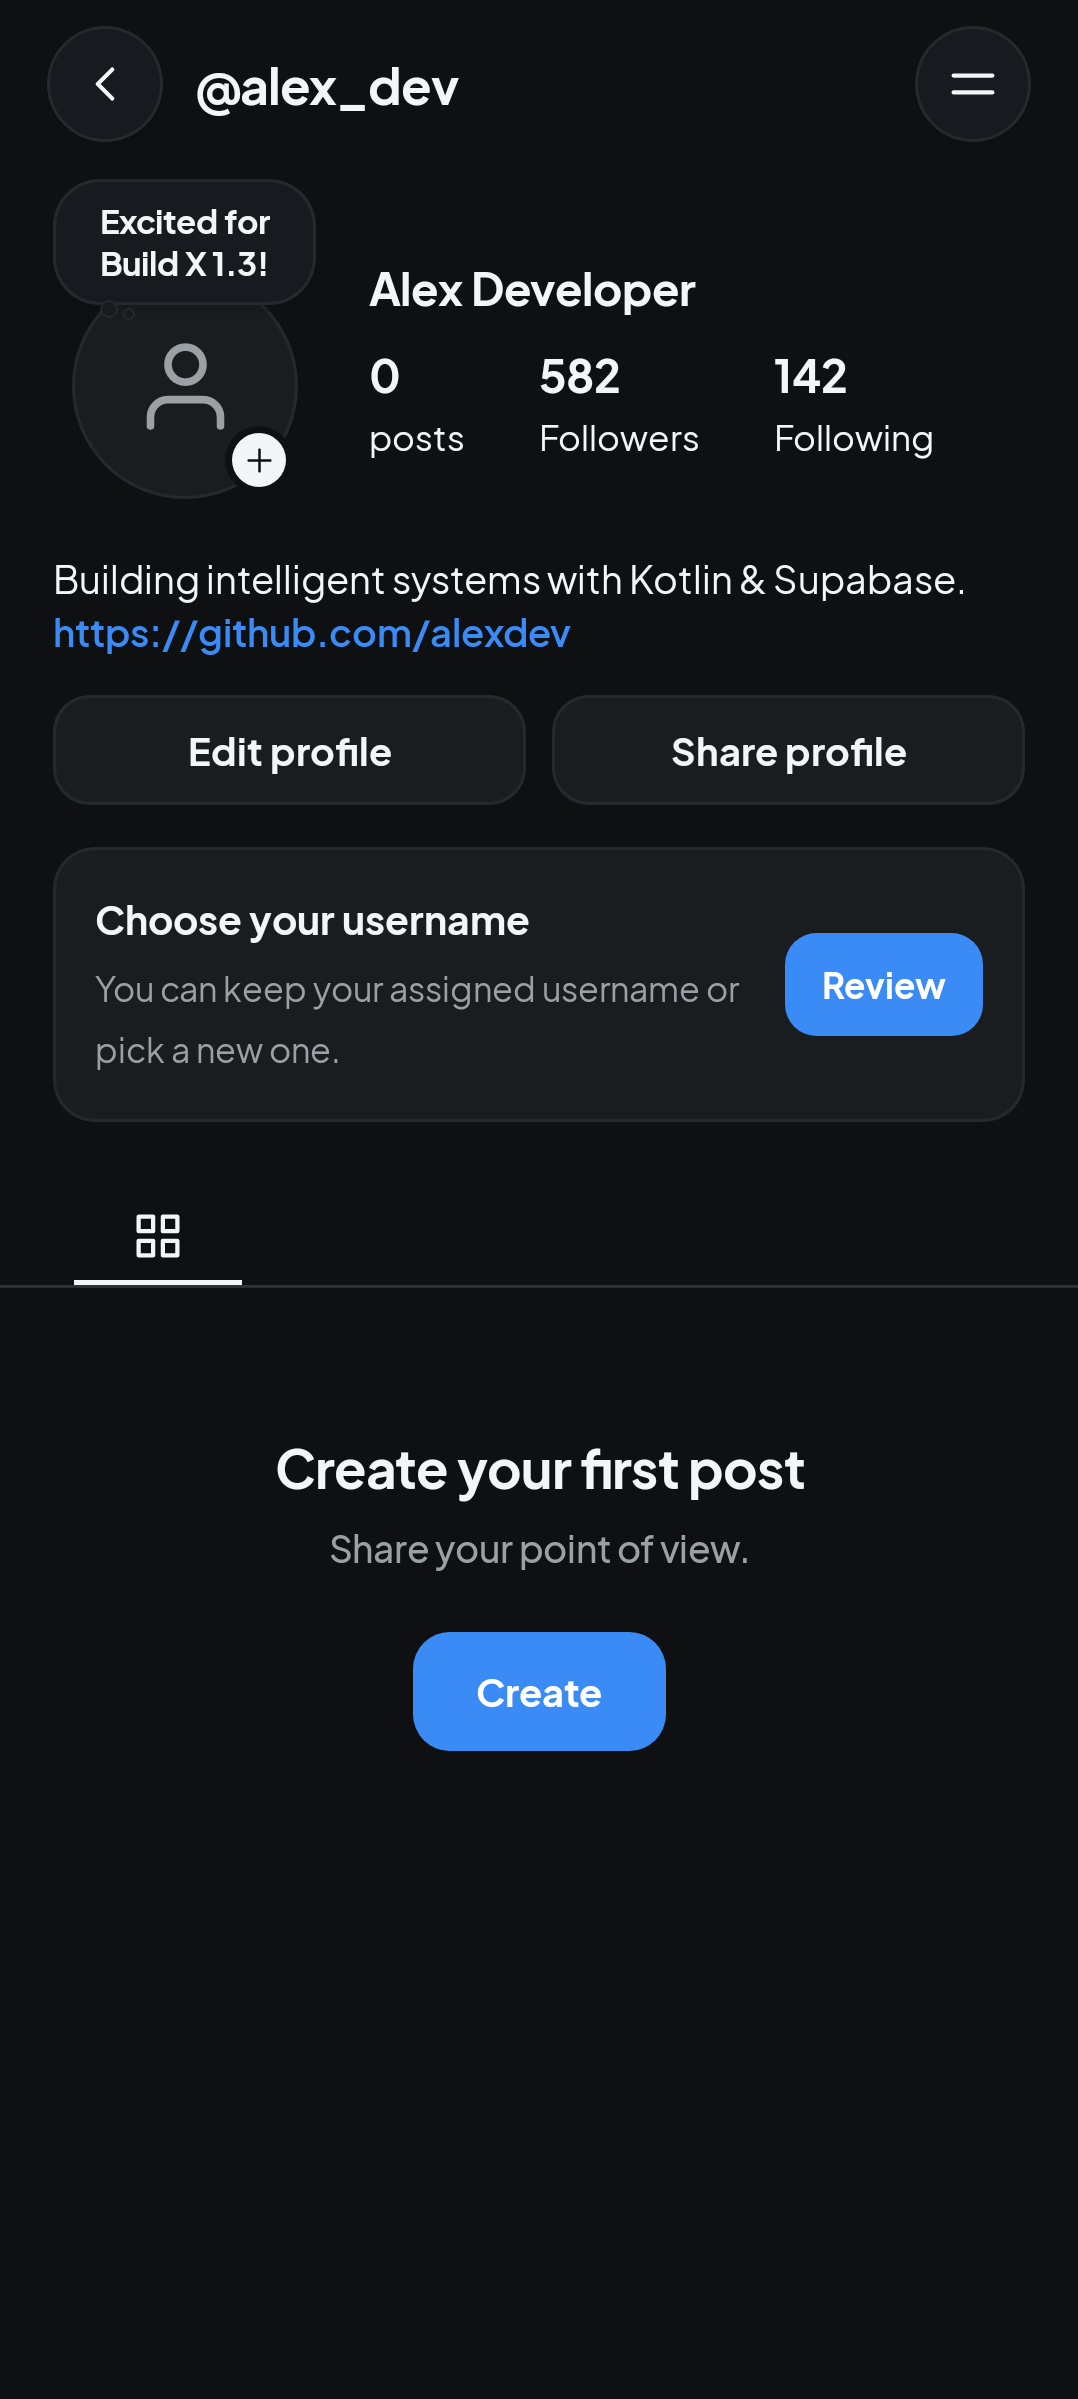 @alex_dev
Excited for
Build X 1.3!
Alex Developer
0 582 142
posts Followers Following
Building intelligent systems with Kotlin & Supabase.
https://github.com/alexdev
Edit profile Share profile
Choose your username
You can keep your assigned username or
pick a new one.
Review
Create your first post
Share your point of view.
Create